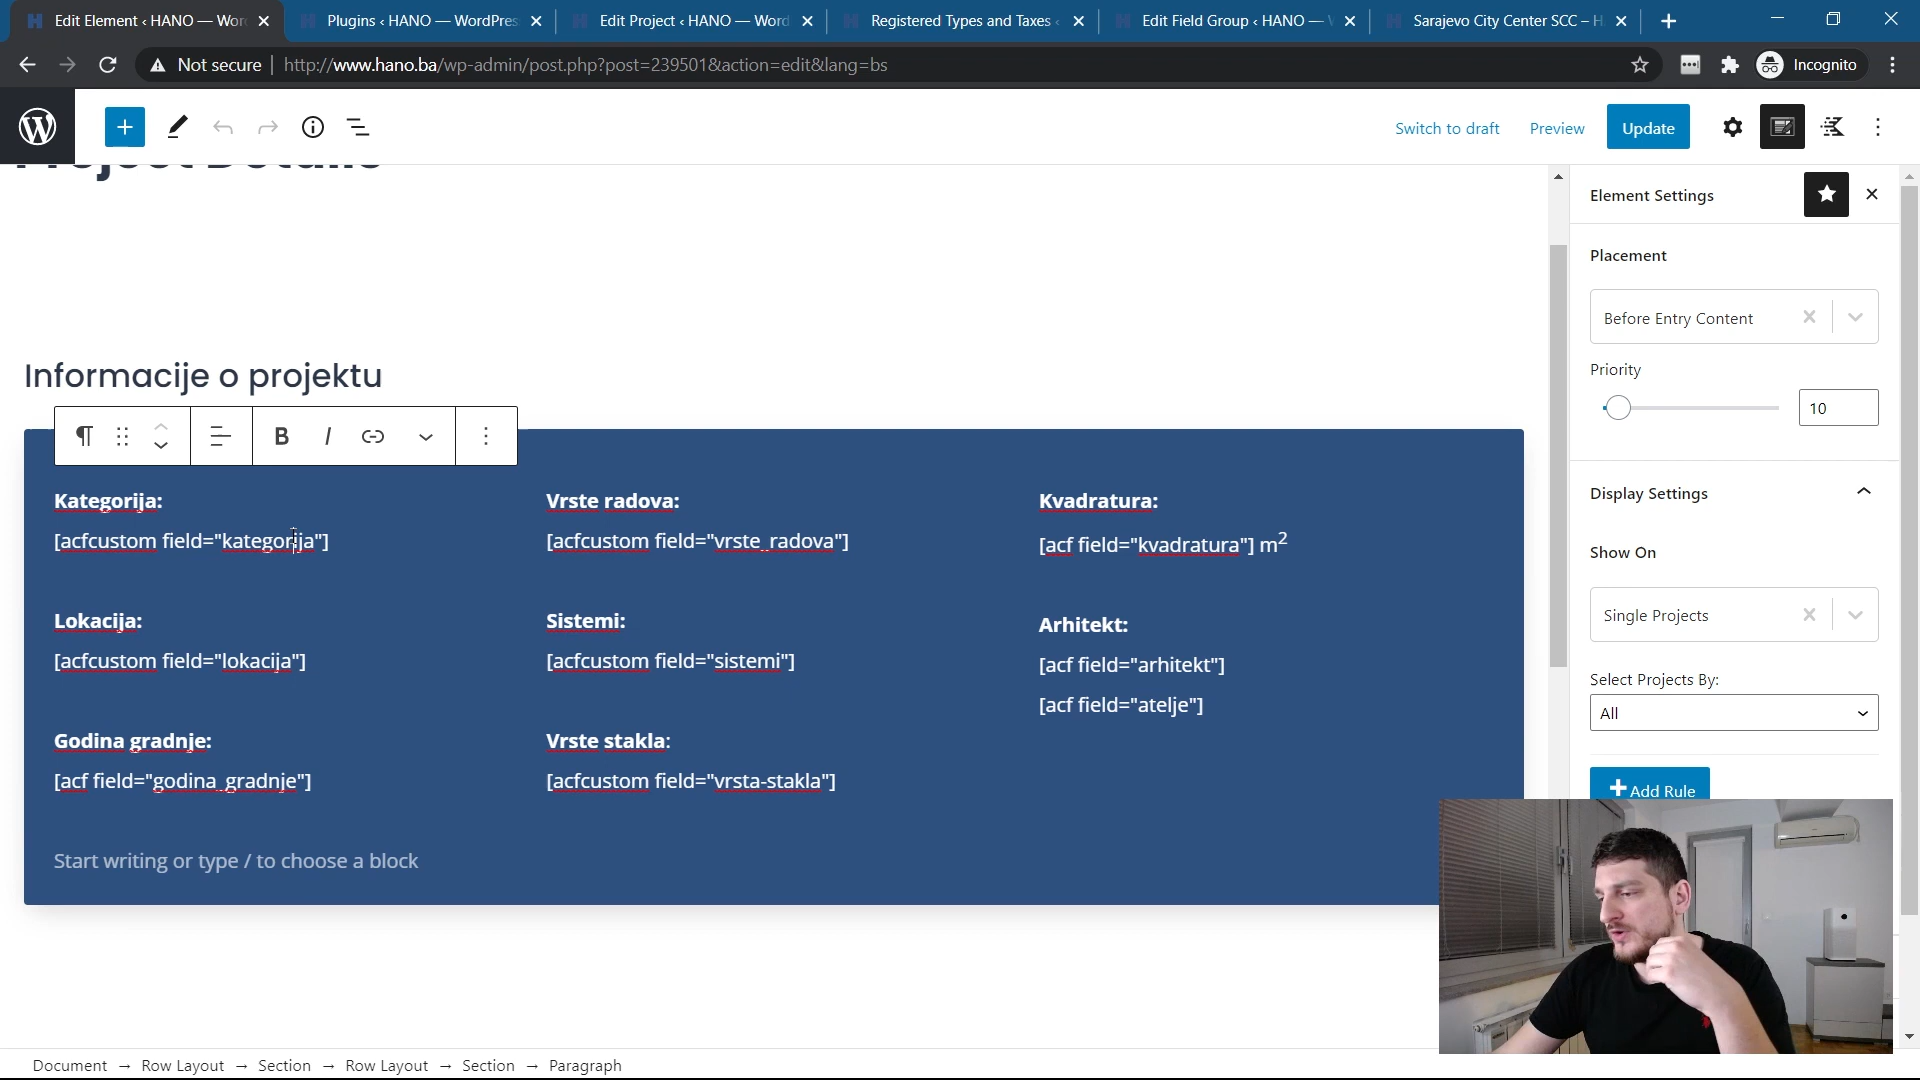 Edit Element ‹ HANO — Wor
Plugins ‹ HANO — WordPres
Edit Project ‹ HANO — Word
Registered Types and Taxes ‹
Edit Field Group ‹ HANO —
Sarajevo City Center SCC – H
Not secure
http://www.hano.ba/wp-admin/post.php?post=239501&action=edit&lang=bs
Incognito
Switch to draft
Preview
Update
Element Settings
Placement
Before Entry Content
Priority
10
Informacije o projektu
B
I
Kategorija:
[acfcustom field="kategorija"]
Vrste radova:
[acfcustom field="vrste_radova"]
Kvadratura:
[acf field="kvadratura"] m2
Lokacija:
[acfcustom field="lokacija"]
Sistemi:
[acfcustom field="sistemi"]
Arhitekt:
[acf field="arhitekt"]
[acf field="atelje"]
Godina gradnje:
[acf field="godina_gradnje"]
Vrste stakla:
[acfcustom field="vrsta-stakla"]
Start writing or type / to choose a block
Display Settings
Show On
Single Projects
Select Projects By:
All
Add Rule
Document → Row Layout → Section → Row Layout → Section → Paragraph